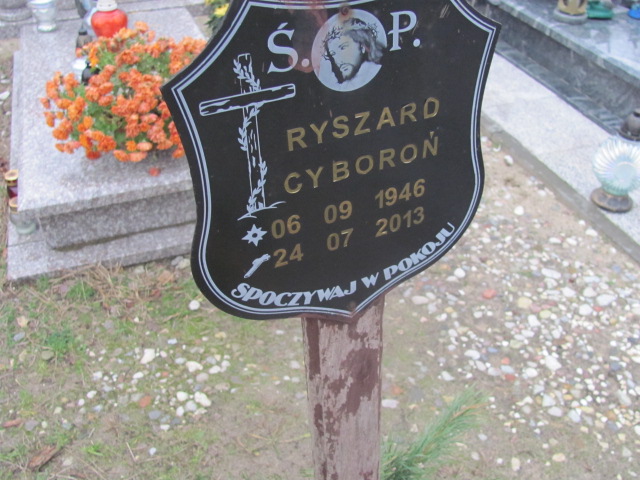 Ś. P.
RYSZARD
CYBOROŃ
06 09 1946
24 07 2013
SPOCZYWAJ W POKOJU